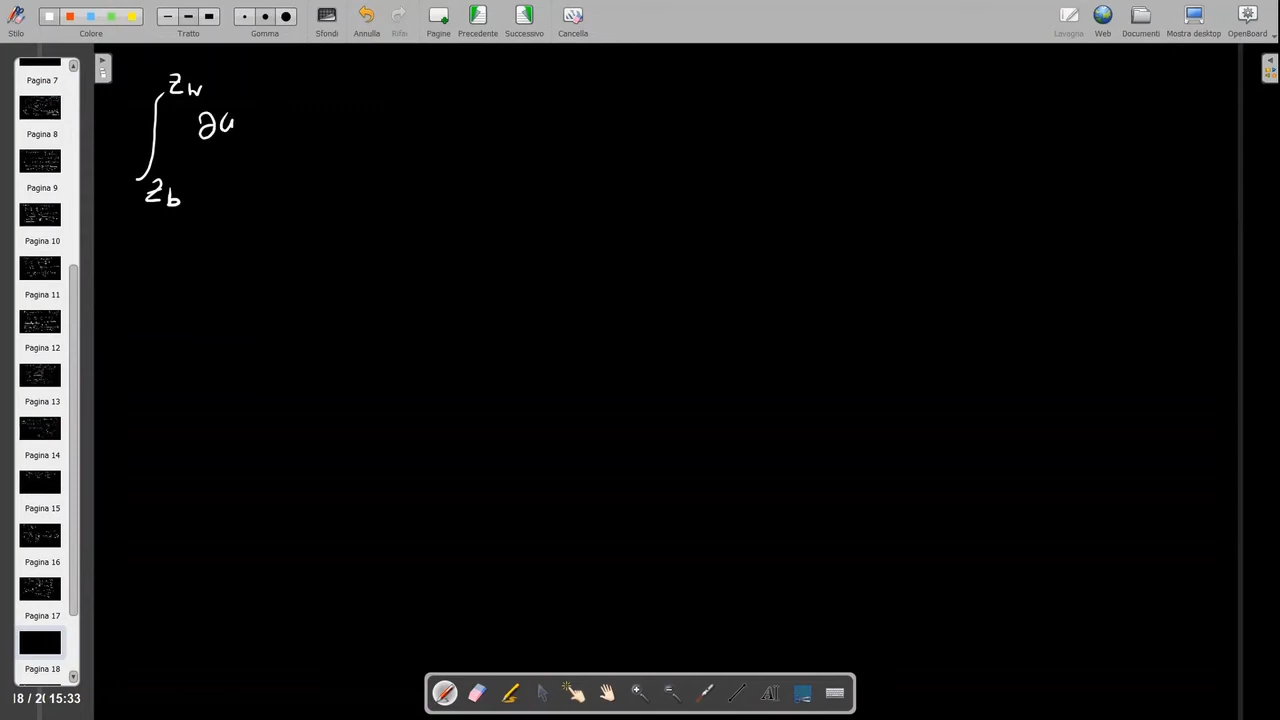 Stilo Colore Tratto Gomma Sfondi Annulla Rifai Pagine Precedente Successivo Cancella Lavagna Web Documenti Mostra desktop OpenBoard
Pagina 7
Pagina 8
Pagina 9
Pagina 10
Pagina 11
Pagina 12
Pagina 13
Pagina 14
Pagina 15
Pagina 16
Pagina 17
Pagina 18
15:33
∫
∂
z_b